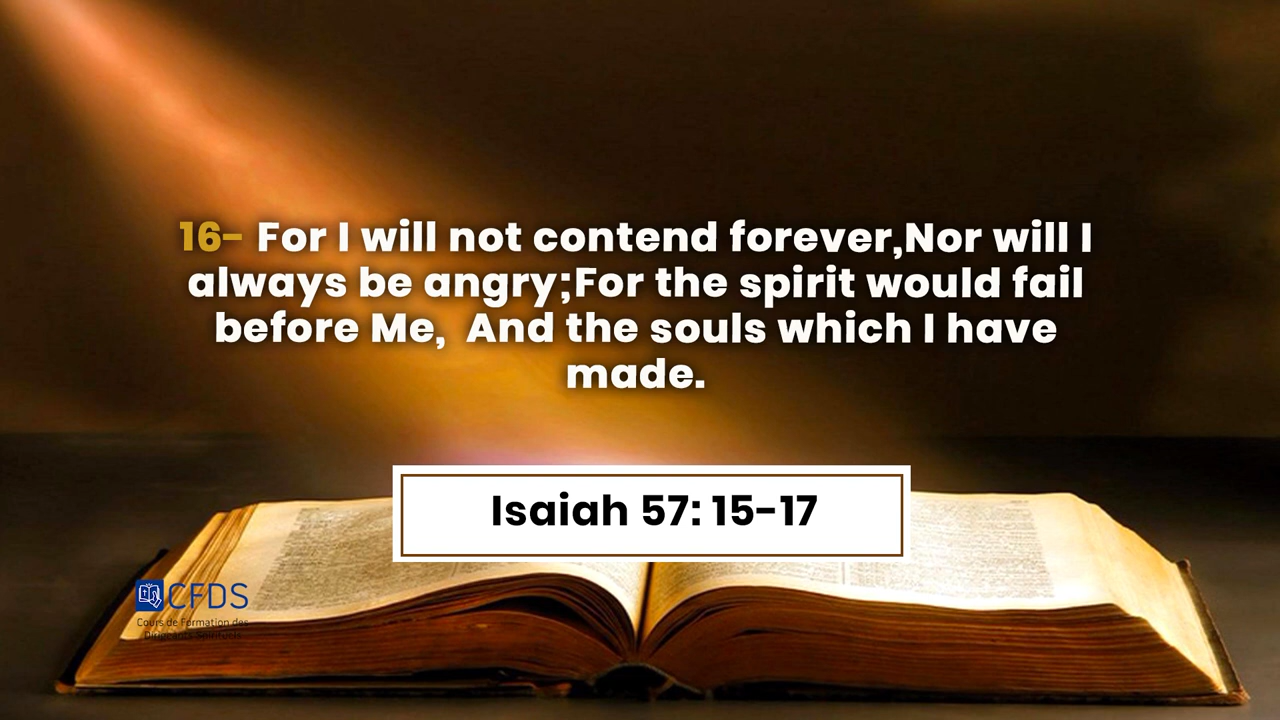 16- For I will not contend forever,Nor will I
always be angry;For the spirit would fail
before Me,  And the souls which I have
made.
Isaiah 57: 15-17
CFDS
Cours de Formation des
Dirigeants Spirituels